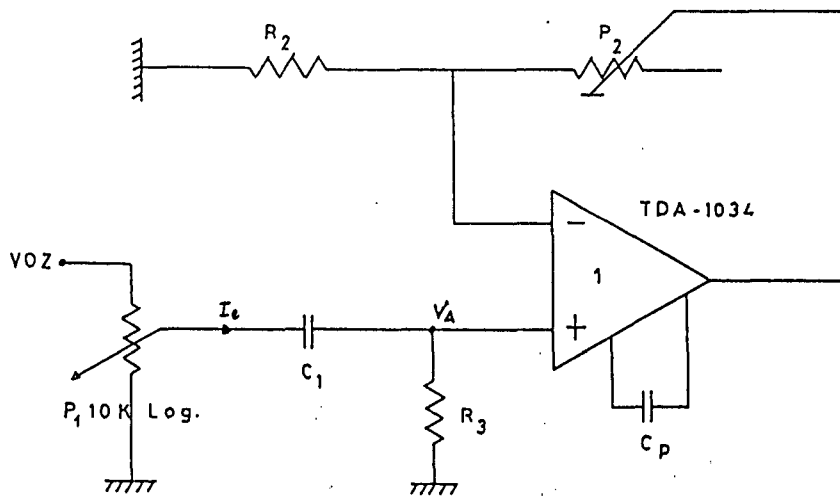 R2
P2
TDA-1034
-
1
+
VOZ
Ie
VA
C1
P1 10K Log.
R3
Cp